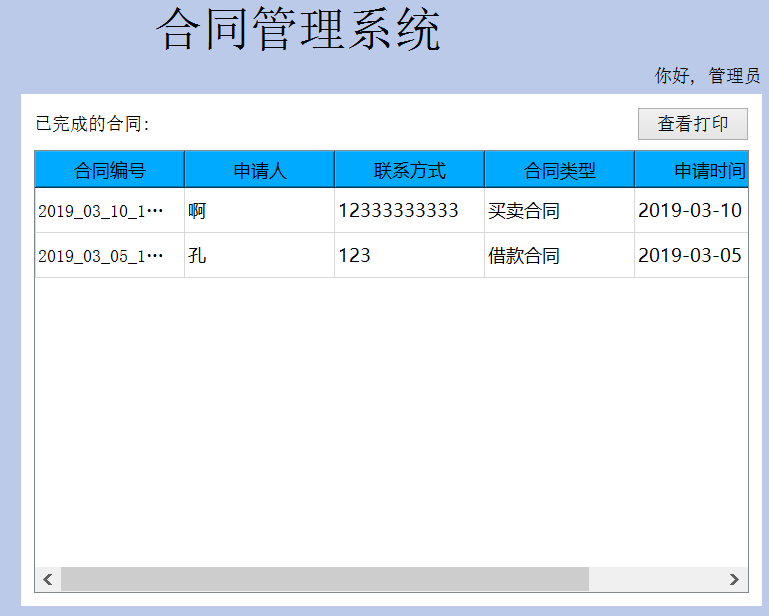 合同管理系统
你好，管理员
已完成的合同：
查看打印
合同编号 申请人 联系方式 合同类型 申请时间
2019_03_10_1… 啊 12333333333 买卖合同 2019-03-10
2019_03_05_1… 孔 123 借款合同 2019-03-05